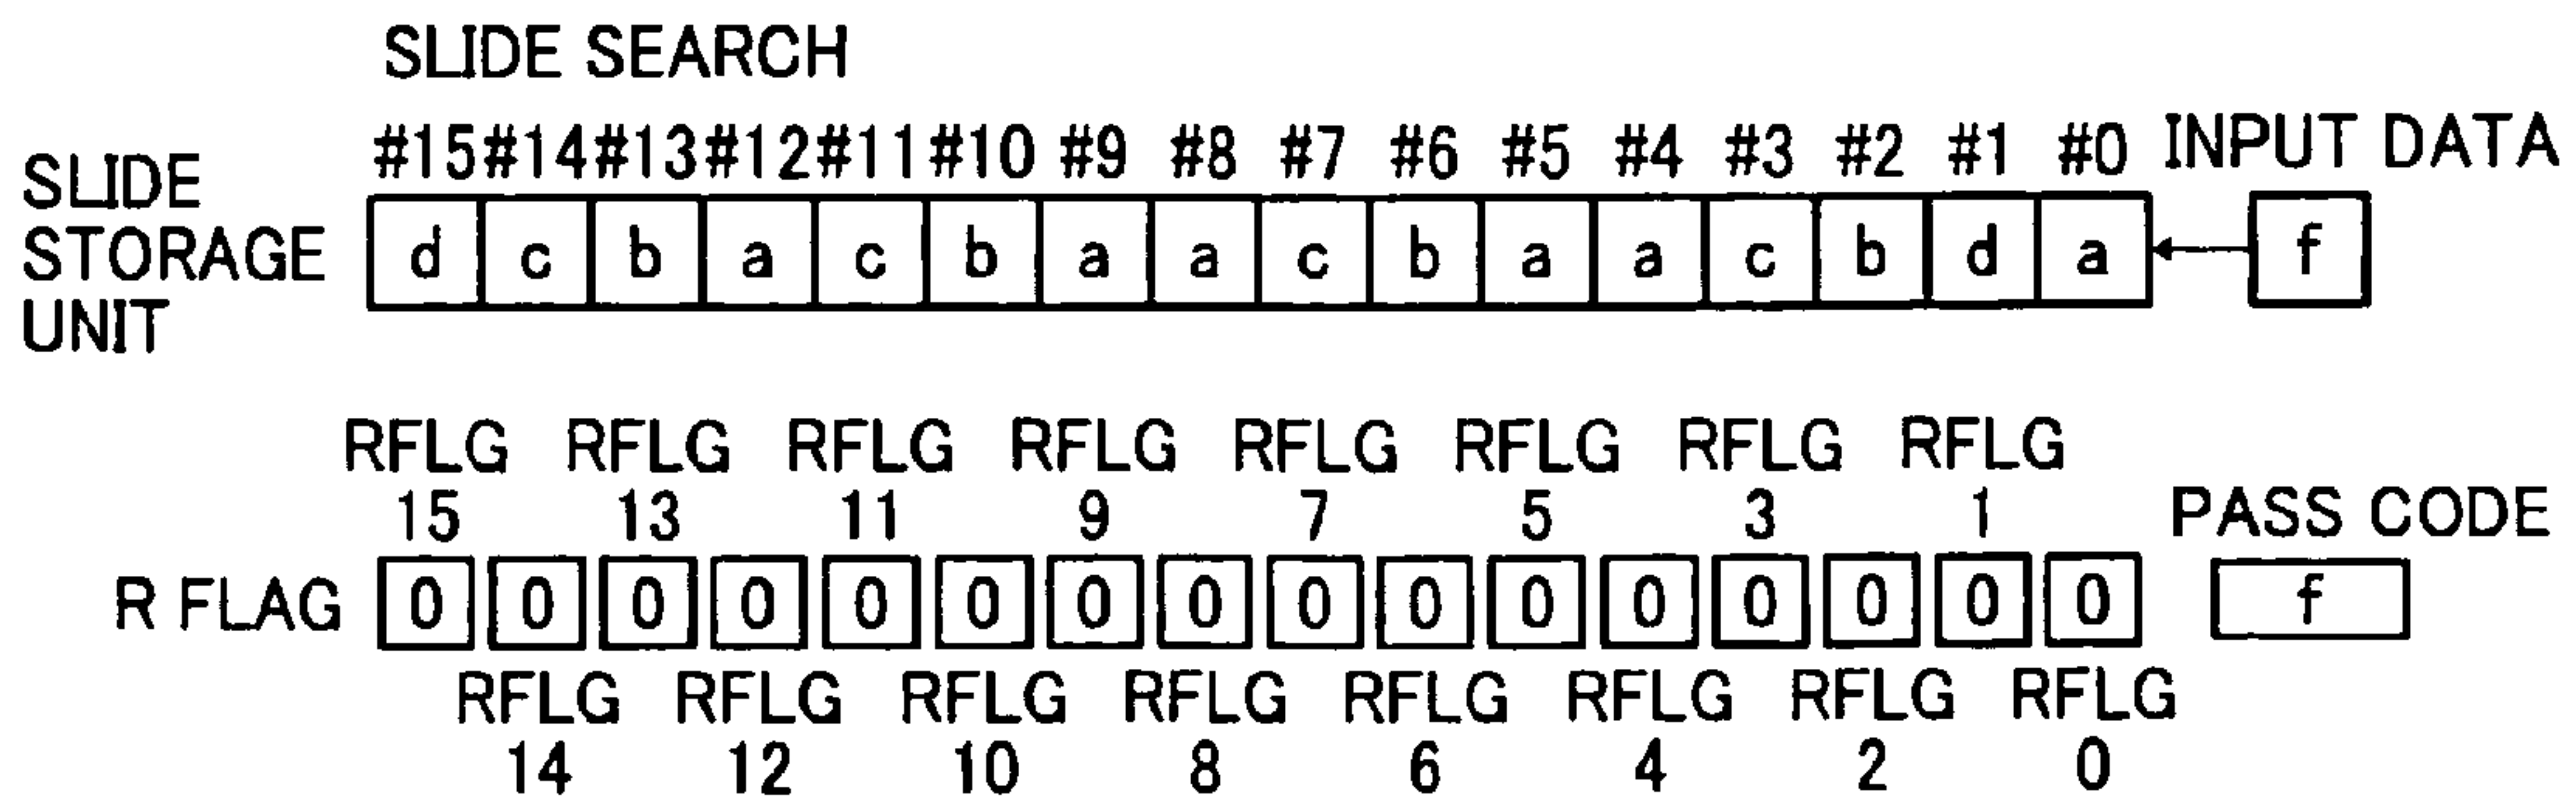 SLIDE SEARCH
#15 #14 #13 #12 #11 #10 #9 #8 #7 #6 #5 #4 #3 #2 #1 #0 INPUT DATA
SLIDE
STORAGE
UNIT
d c b a c b a a c b a a c b d a f
RFLG RFLG RFLG RFLG RFLG RFLG RFLG RFLG
15 13 11 9 7 5 3 1 PASS CODE
R FLAG 0 0 0 0 0 0 0 0 0 0 0 0 0 0 0 0 f
RFLG RFLG RFLG RFLG RFLG RFLG RFLG RFLG
14 12 10 8 6 4 2 0